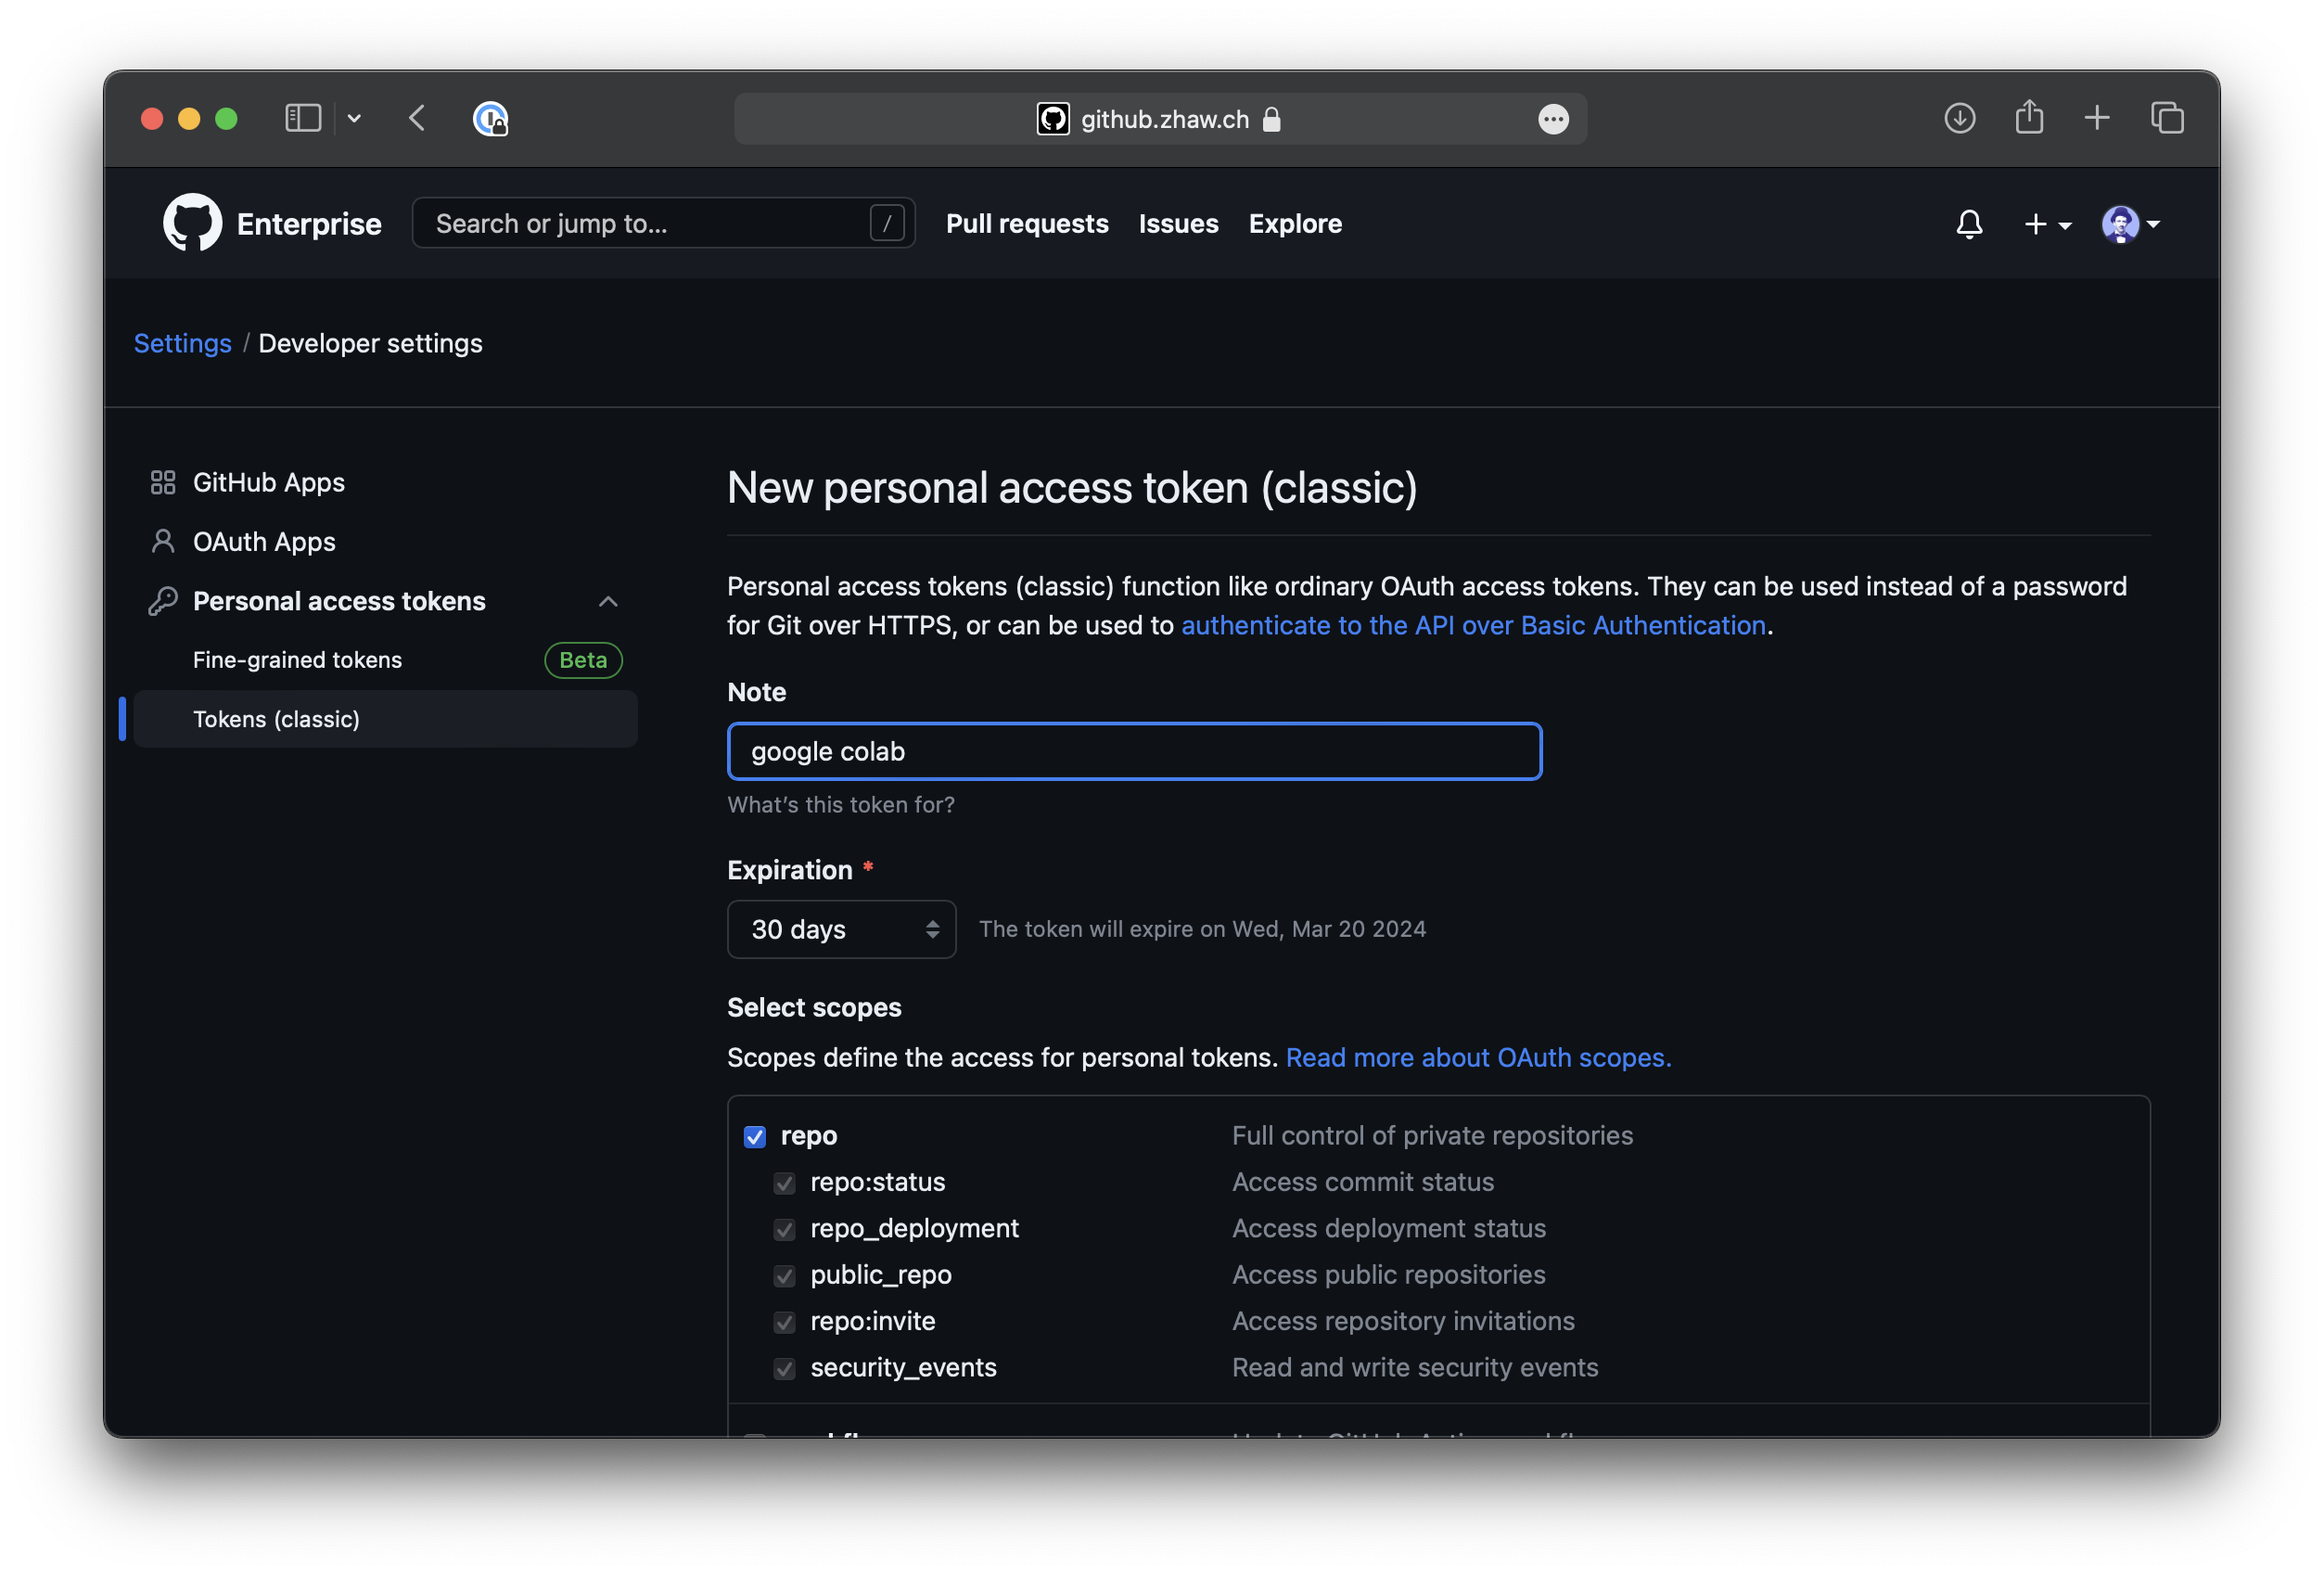 github.zhaw.ch
Enterprise
Search or jump to...
/
Pull requests
Issues
Explore
Settings / Developer settings
GitHub Apps
OAuth Apps
Personal access tokens
Fine-grained tokens
Beta
Tokens (classic)
New personal access token (classic)
Personal access tokens (classic) function like ordinary OAuth access tokens. They can be used instead of a password
for Git over HTTPS, or can be used to authenticate to the API over Basic Authentication.
Note
google colab
What's this token for?
Expiration *
30 days
The token will expire on Wed, Mar 20 2024
Select scopes
Scopes define the access for personal tokens. Read more about OAuth scopes.
repo Full control of private repositories
repo:status Access commit status
repo_deployment Access deployment status
public_repo Access public repositories
repo:invite Access repository invitations
security_events Read and write security events